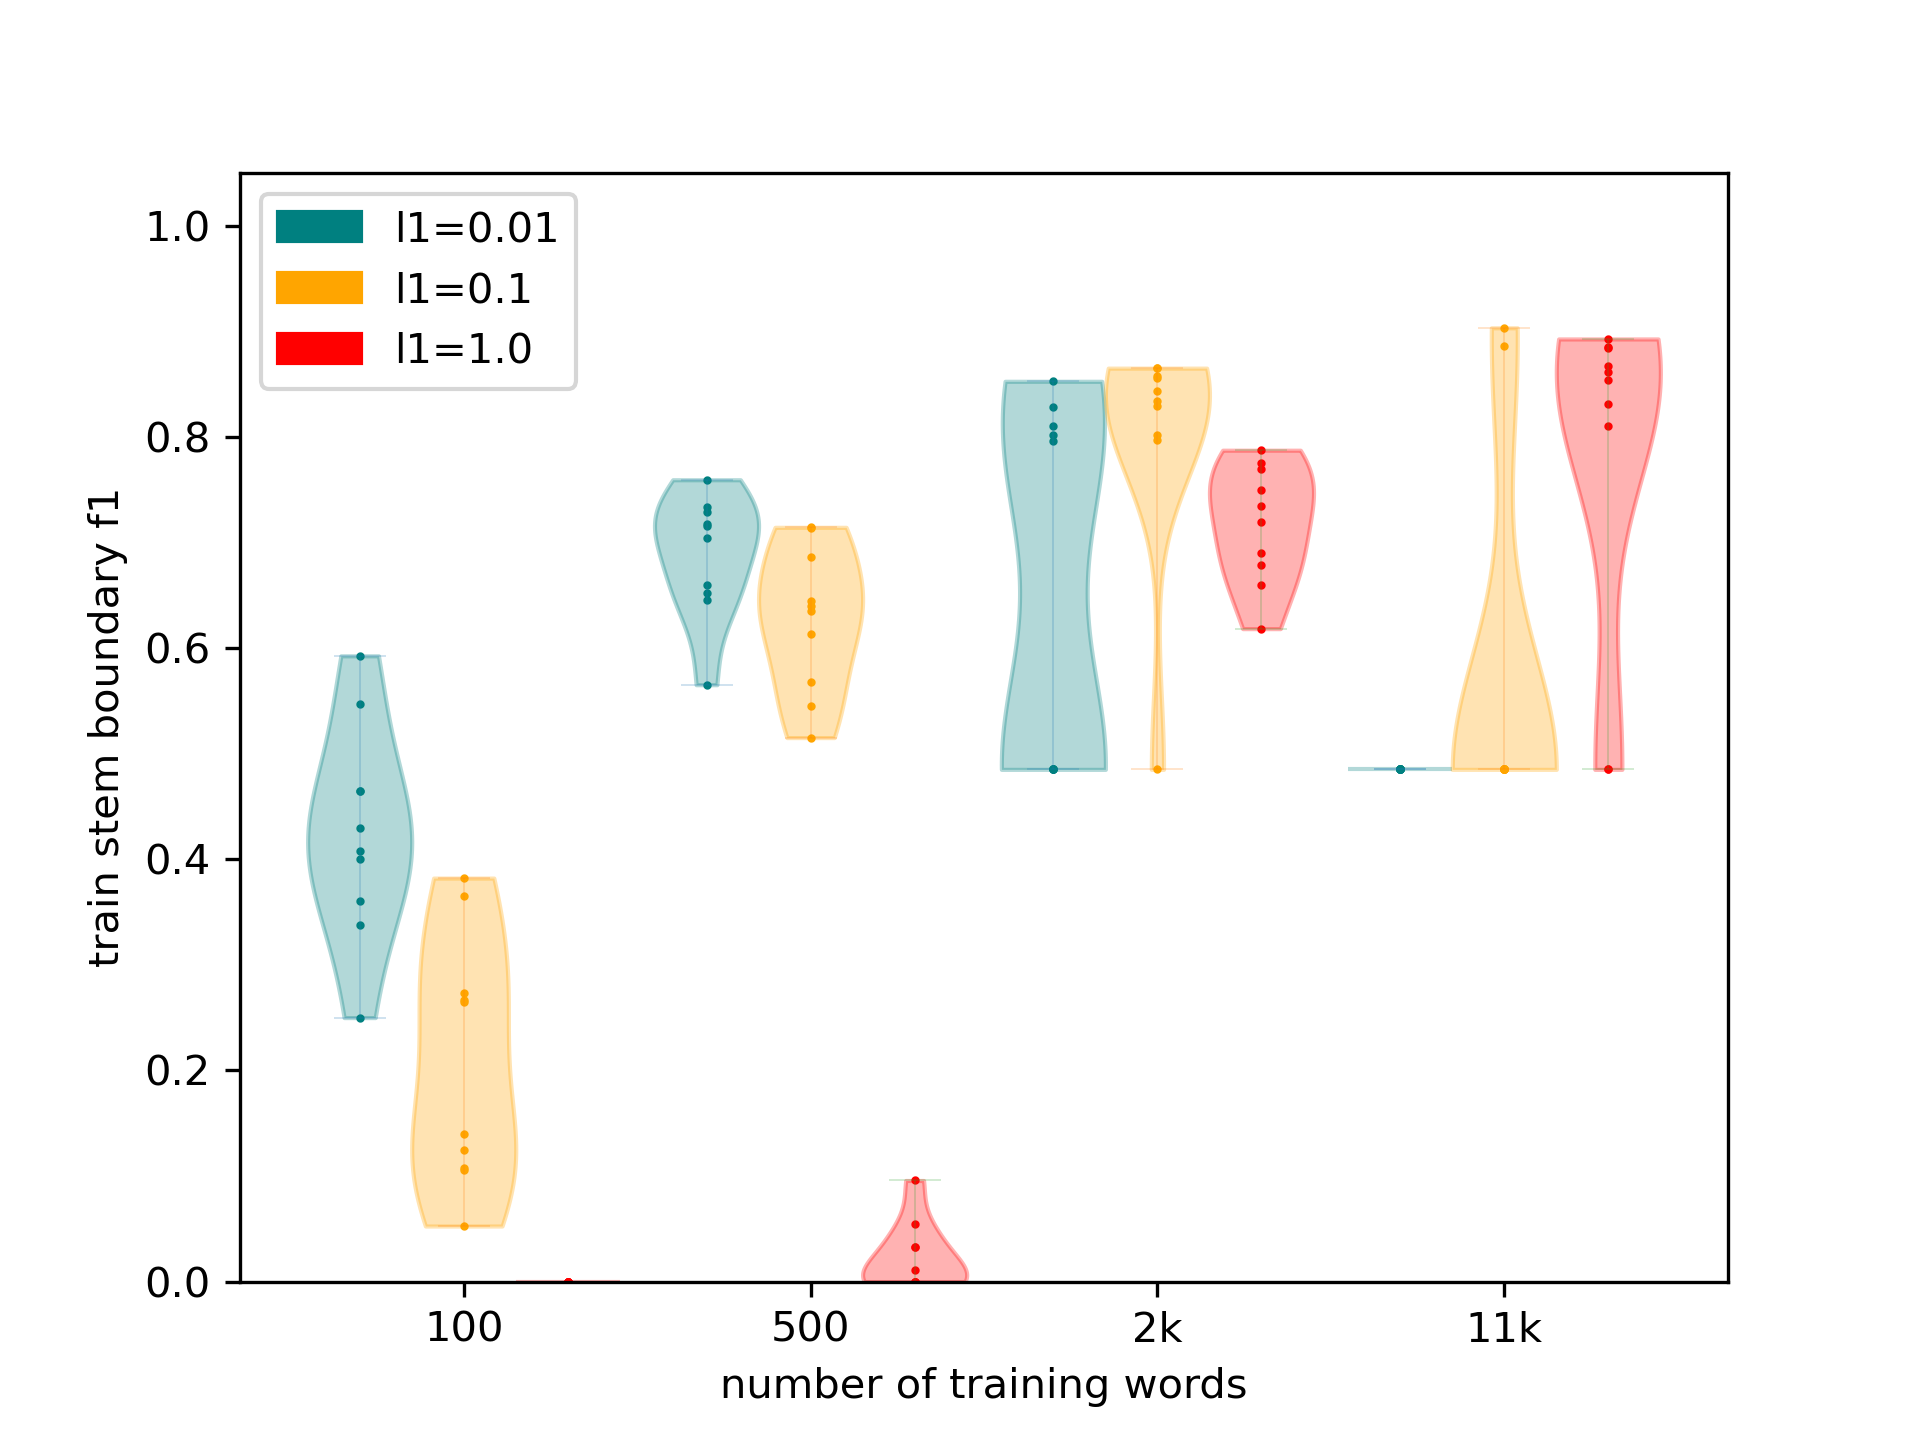 l1=0.01
l1=0.1
l1=1.0
train stem boundary f1
1.0
0.8
0.6
0.4
0.2
0.0
100 500 2k 11k
number of training words